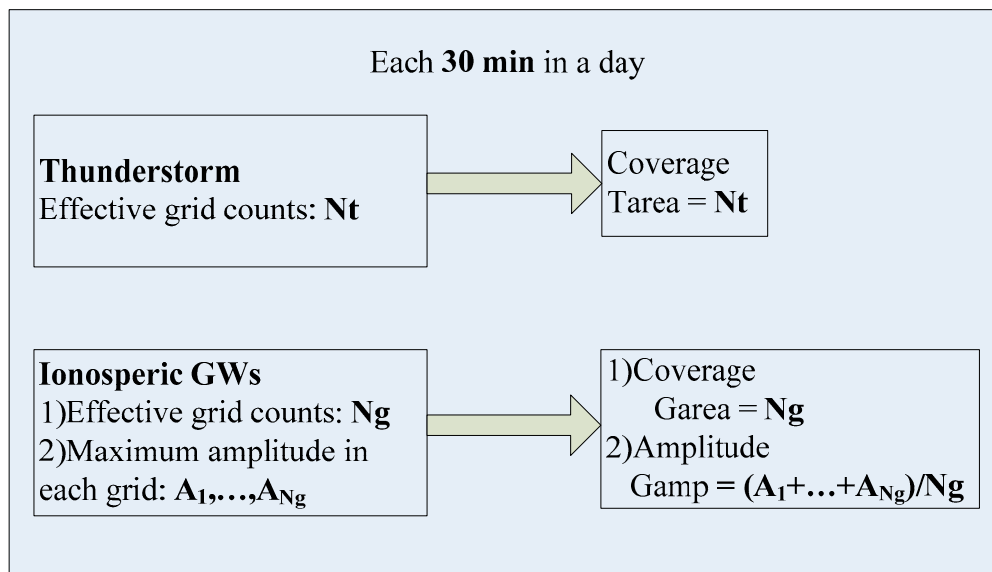 Each 30 min in a day
Thunderstorm
Effective grid counts: Nt
Coverage
Tarea = Nt
Ionosperic GWs
1)Effective grid counts: Ng
2)Maximum amplitude in
each grid: A1,…,ANg
1)Coverage
Garea = Ng
2)Amplitude
Gamp = (A1+…+ANg)/Ng